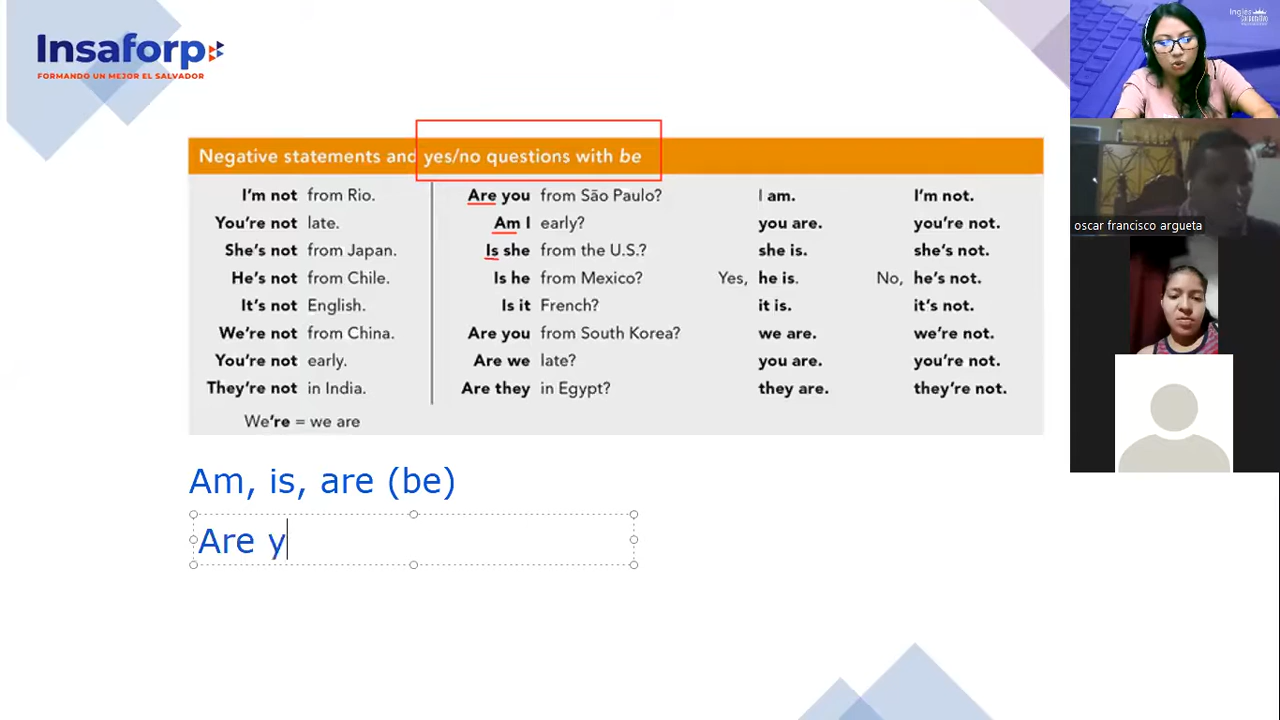 Insaforp
FORMANDO UN MEJOR EL SALVADOR
Negative statements and yes/no questions with be
I'm not from Rio. Are you from São Paulo? I am. I'm not.
You're not late. Am I early? you are. you're not.
She's not from Japan. Is she from the U.S.? she is. she's not.
He's not from Chile. Is he from Mexico? Yes, he is. No, he's not.
It's not English. Is it French? it is. it's not.
We're not from China. Are you from South Korea? we are. we're not.
You're not early. Are we late? you are. you're not.
They're not in India. Are they in Egypt? they are. they're not.
We're = we are
Am, is, are (be)
Are y
Ingles
oscar francisco argueta